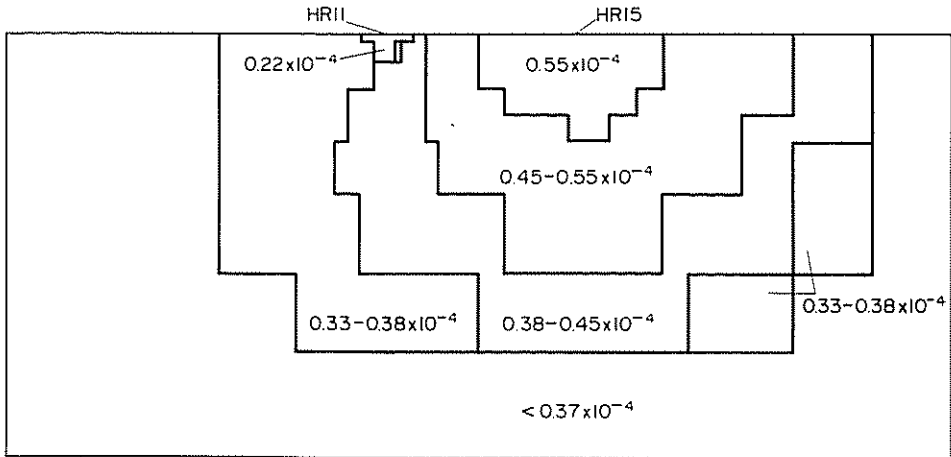 HR11
HR15
0.22x10⁻⁴
0.55x10⁻⁴
0.45-0.55x10⁻⁴
0.33-0.38x10⁻⁴
0.38-0.45x10⁻⁴
0.33-0.38x10⁻⁴
<0.37x10⁻⁴